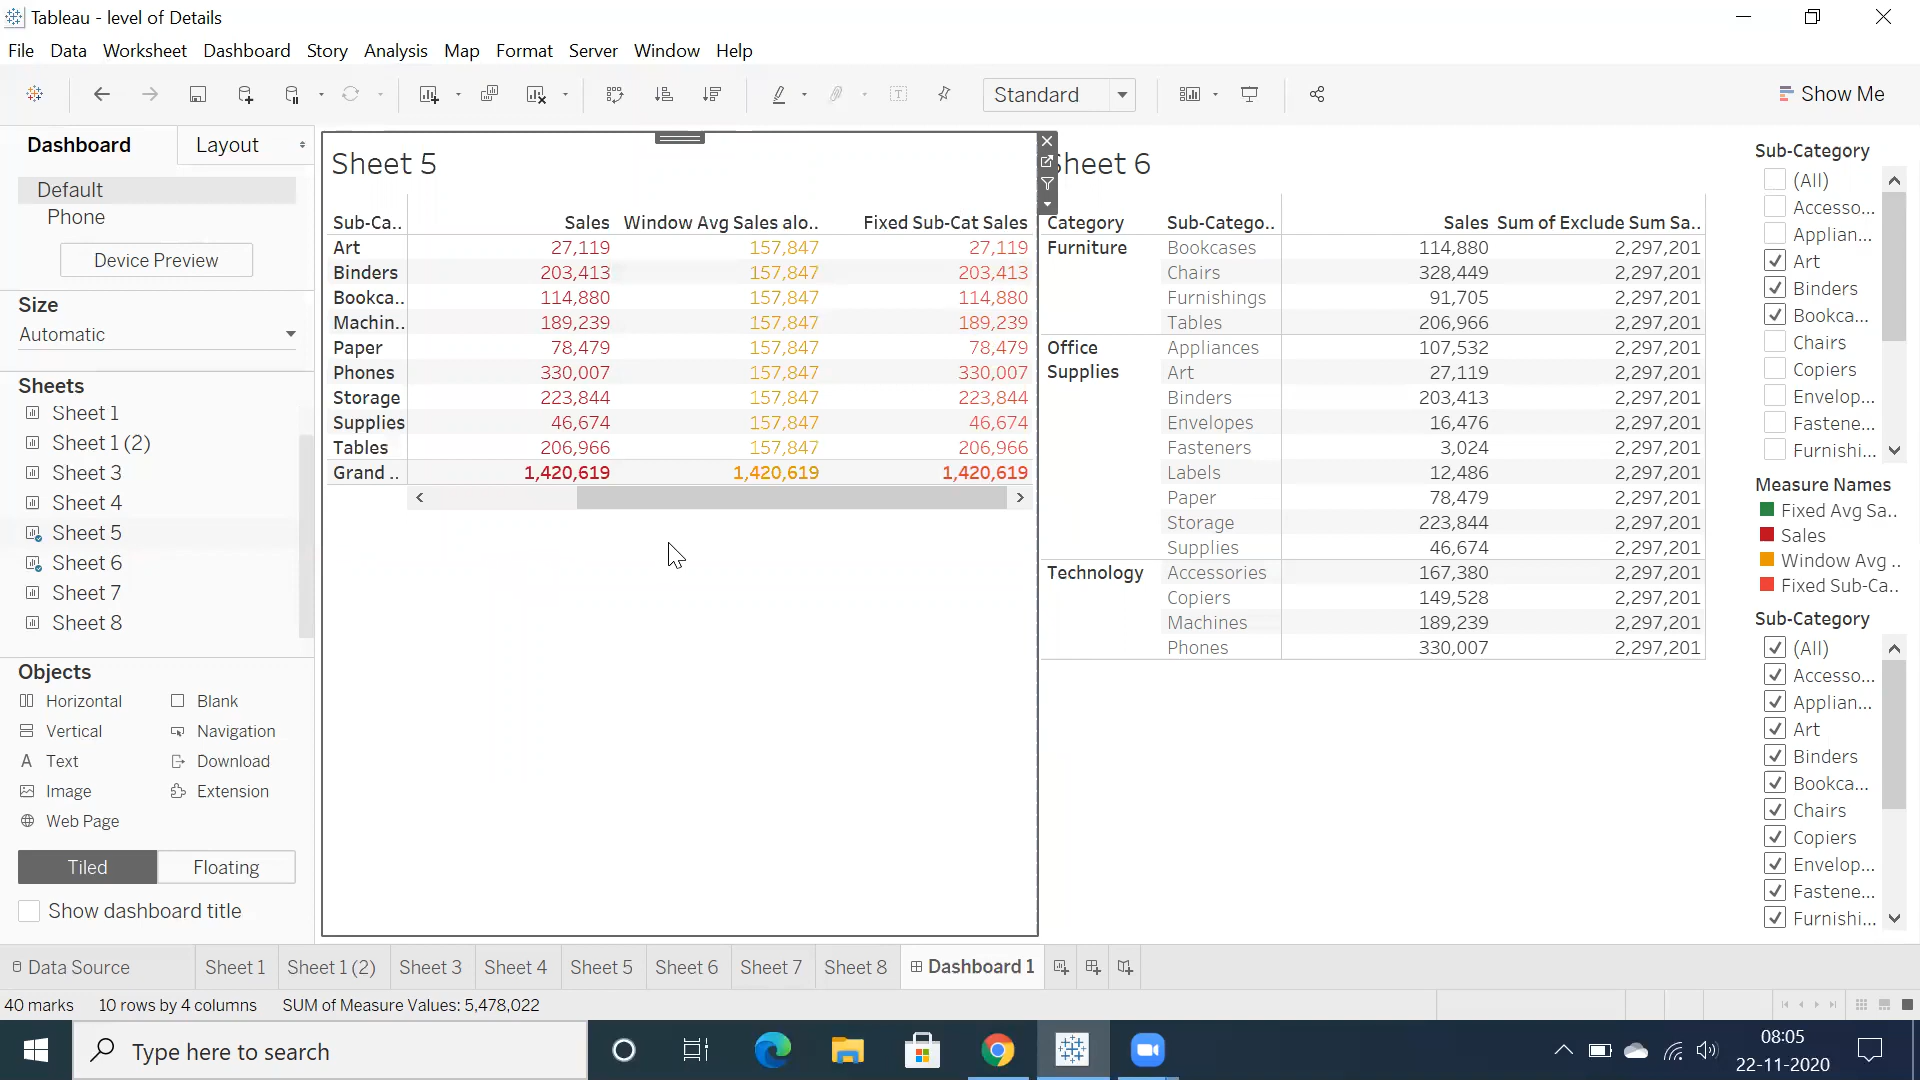 Tableau - level of Details
File Data Worksheet Dashboard Story Analysis Map Format Server Window Help
Standard
Show Me
Dashboard Layout
Default
Phone
Device Preview
Size
Automatic
Sheets
Sheet 1
Sheet 1 (2)
Sheet 3
Sheet 4
Sheet 5
Sheet 6
Sheet 7
Sheet 8
Objects
Horizontal Blank
Vertical Navigation
A Text Download
Image Extension
Web Page
Tiled Floating
Show dashboard title
Sheet 5
Sub-Ca.. Sales Window Avg Sales alo.. Fixed Sub-Cat Sales
Art 27,119 157,847 27,119
Binders 203,413 157,847 203,413
Bookca.. 114,880 157,847 114,880
Machin.. 189,239 157,847 189,239
Paper 78,479 157,847 78,479
Phones 330,007 157,847 330,007
Storage 223,844 157,847 223,844
Supplies 46,674 157,847 46,674
Tables 206,966 157,847 206,966
Grand .. 1,420,619 1,420,619 1,420,619
Sheet 6
Category Sub-Catego.. Sales Sum of Exclude Sum Sa..
Furniture Bookcases 114,880 2,297,201
Chairs 328,449 2,297,201
Furnishings 91,705 2,297,201
Tables 206,966 2,297,201
Office Supplies Appliances 107,532 2,297,201
Art 27,119 2,297,201
Binders 203,413 2,297,201
Envelopes 16,476 2,297,201
Fasteners 3,024 2,297,201
Labels 12,486 2,297,201
Paper 78,479 2,297,201
Storage 223,844 2,297,201
Supplies 46,674 2,297,201
Technology Accessories 167,380 2,297,201
Copiers 149,528 2,297,201
Machines 189,239 2,297,201
Phones 330,007 2,297,201
Sub-Category
(All)
Accesso...
Applian...
Art
Binders
Bookca...
Chairs
Copiers
Envelop...
Fastene...
Furnishi...
Measure Names
Fixed Avg Sa..
Sales
Window Avg ..
Fixed Sub-Ca..
Sub-Category
(All)
Accesso...
Applian...
Art
Binders
Bookca...
Chairs
Copiers
Envelop...
Fastene...
Furnishi...
Data Source Sheet 1 Sheet 1 (2) Sheet 3 Sheet 4 Sheet 5 Sheet 6 Sheet 7 Sheet 8 Dashboard 1
40 marks 10 rows by 4 columns SUM of Measure Values: 5,478,022
Type here to search
08:05
22-11-2020